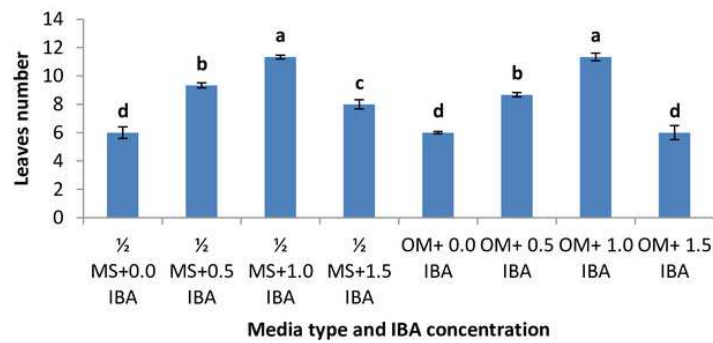 Leaves number
14
12
10
8
6
4
2
0
d
b
a
c
d
b
a
d
½ MS+0.0 IBA
½ MS+0.5 IBA
½ MS+1.0 IBA
½ MS+1.5 IBA
OM+ 0.0 IBA
OM+ 0.5 IBA
OM+ 1.0 IBA
OM+ 1.5 IBA
Media type and IBA concentration